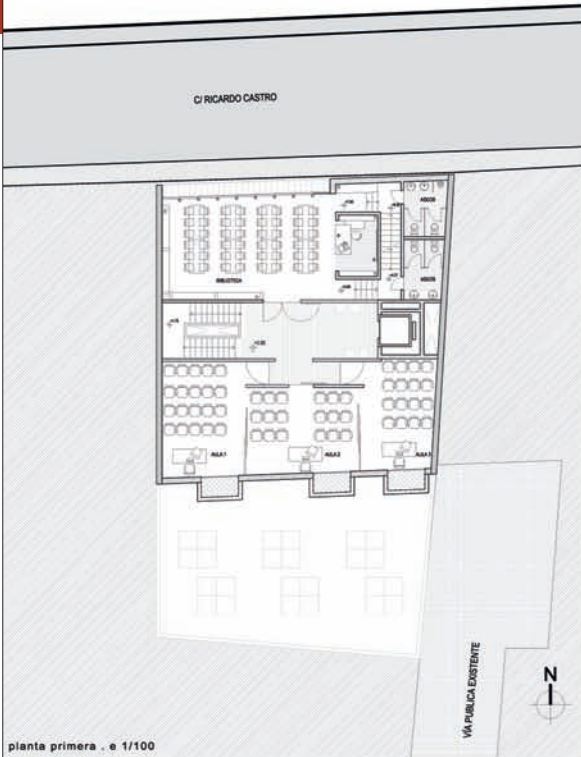 C/ RICARDO CASTRO
ASEOS
BIBLIOTECA
ASEOS
AULA 1
AULA 2
AULA 3
VÍA PUBLICA EXISTENTE
N
planta primera . e 1/100